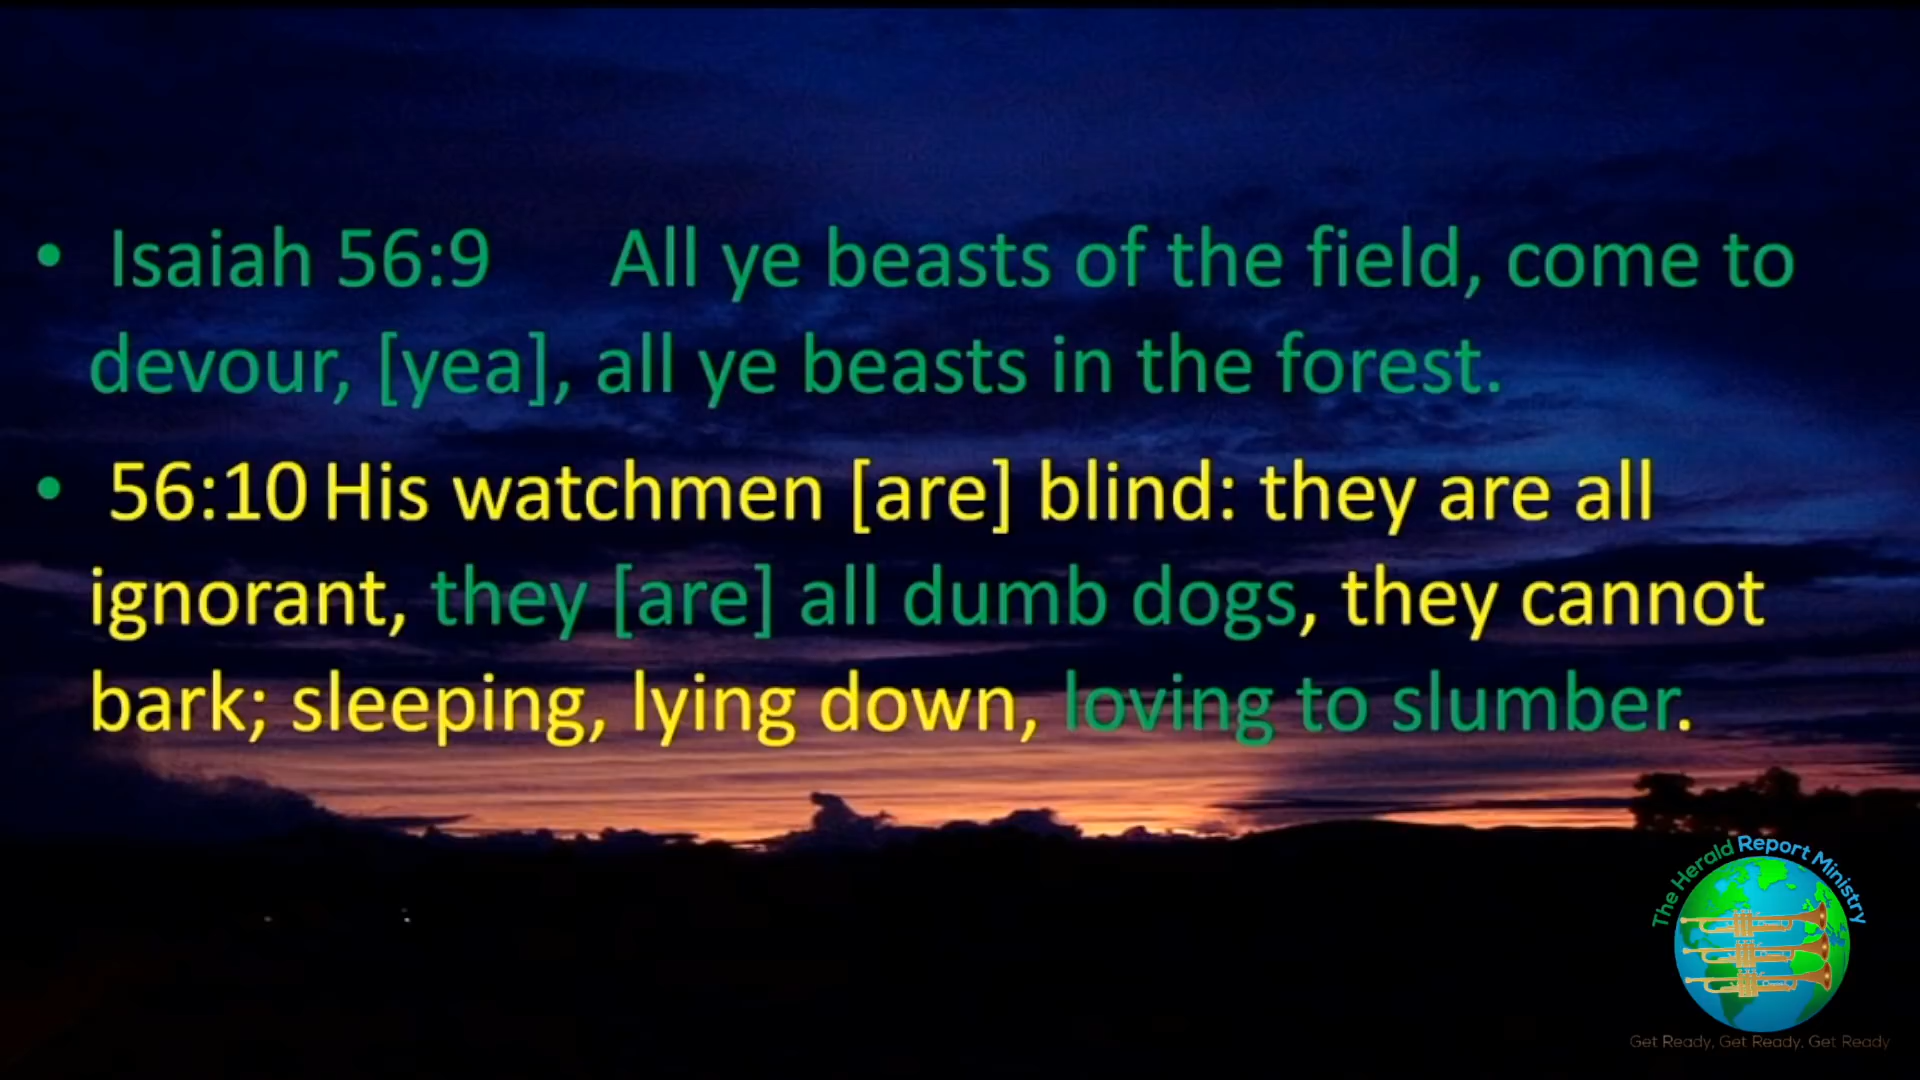 • Isaiah 56:9 All ye beasts of the field, come to
devour, [yea], all ye beasts in the forest.
• 56:10 His watchmen [are] blind: they are all
ignorant, they [are] all dumb dogs, they cannot
bark; sleeping, lying down, loving to slumber.
The Herald Report Ministry
Get Ready, Get Ready, Get Ready